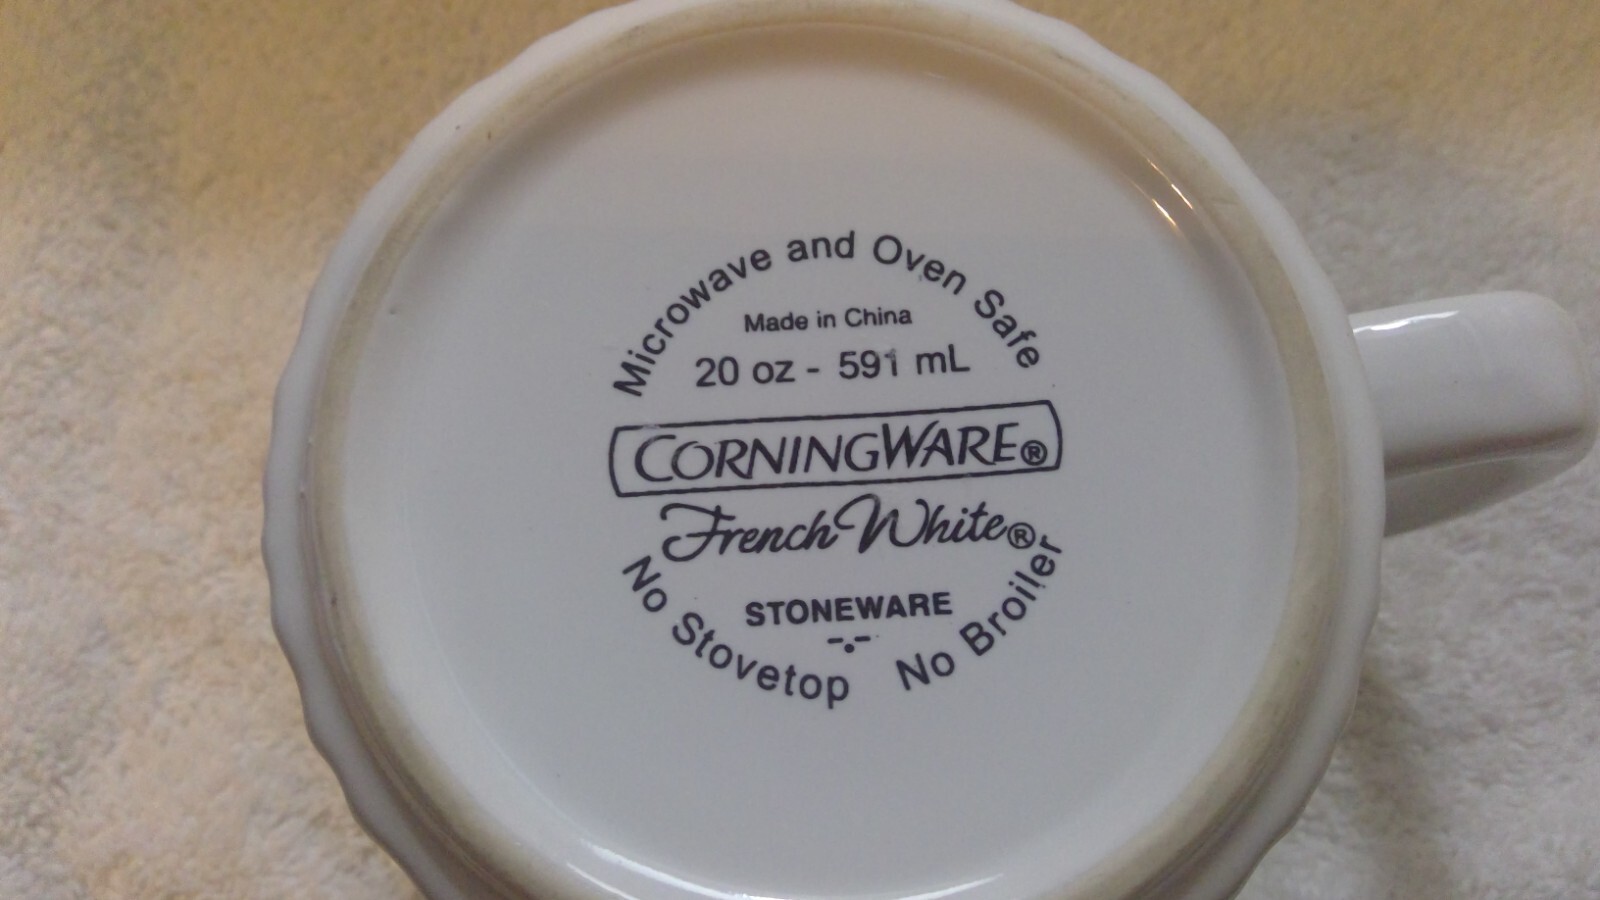 Microwave and Oven Safe
Made in China
20 oz - 591 mL
CORNINGWARE®
French White®
STONEWARE
No Stovetop No Broiler